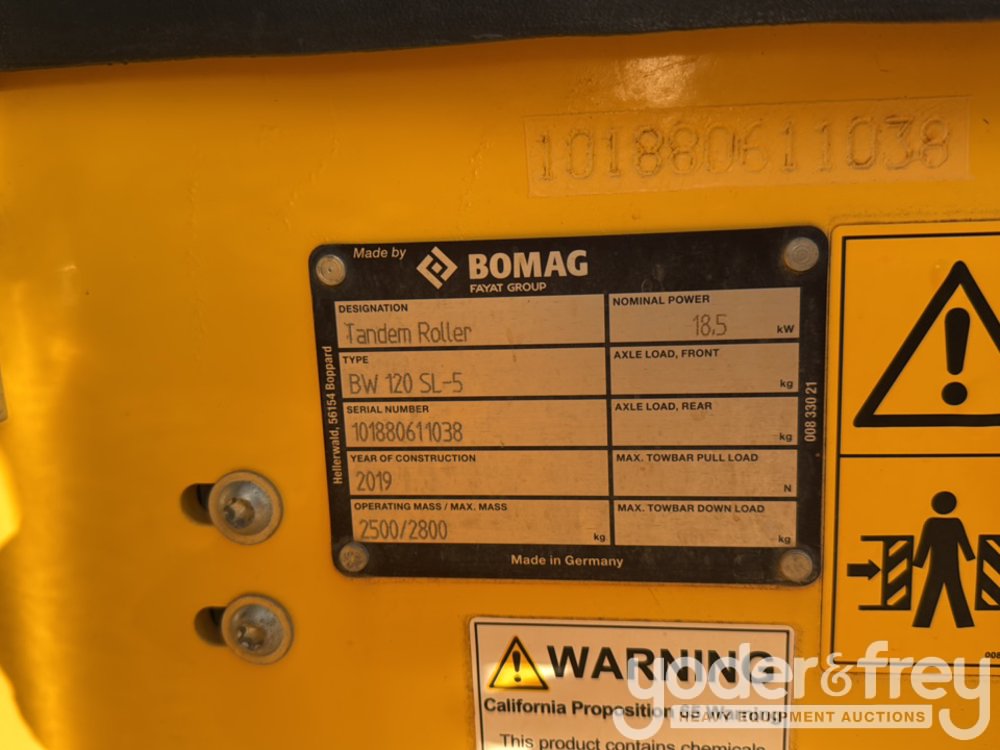 101880611038
Made by BOMAG
FAYAT GROUP
DESIGNATION
Tandem Roller
NOMINAL POWER
18,5 kW
TYPE
BW 120 SL-5
AXLE LOAD, FRONT
kg
SERIAL NUMBER
101880611038
AXLE LOAD, REAR
kg
YEAR OF CONSTRUCTION
2019
MAX. TOWBAR PULL LOAD
N
OPERATING MASS / MAX. MASS
2500/2800 kg
MAX. TOWBAR DOWN LOAD
kg
Made in Germany
Hellerwald, 56154 Boppard
008 330 21
008
WARNING
California Proposition 65 Warning
This product contains chemicals
yoder&frey
HEAVY EQUIPMENT AUCTIONS